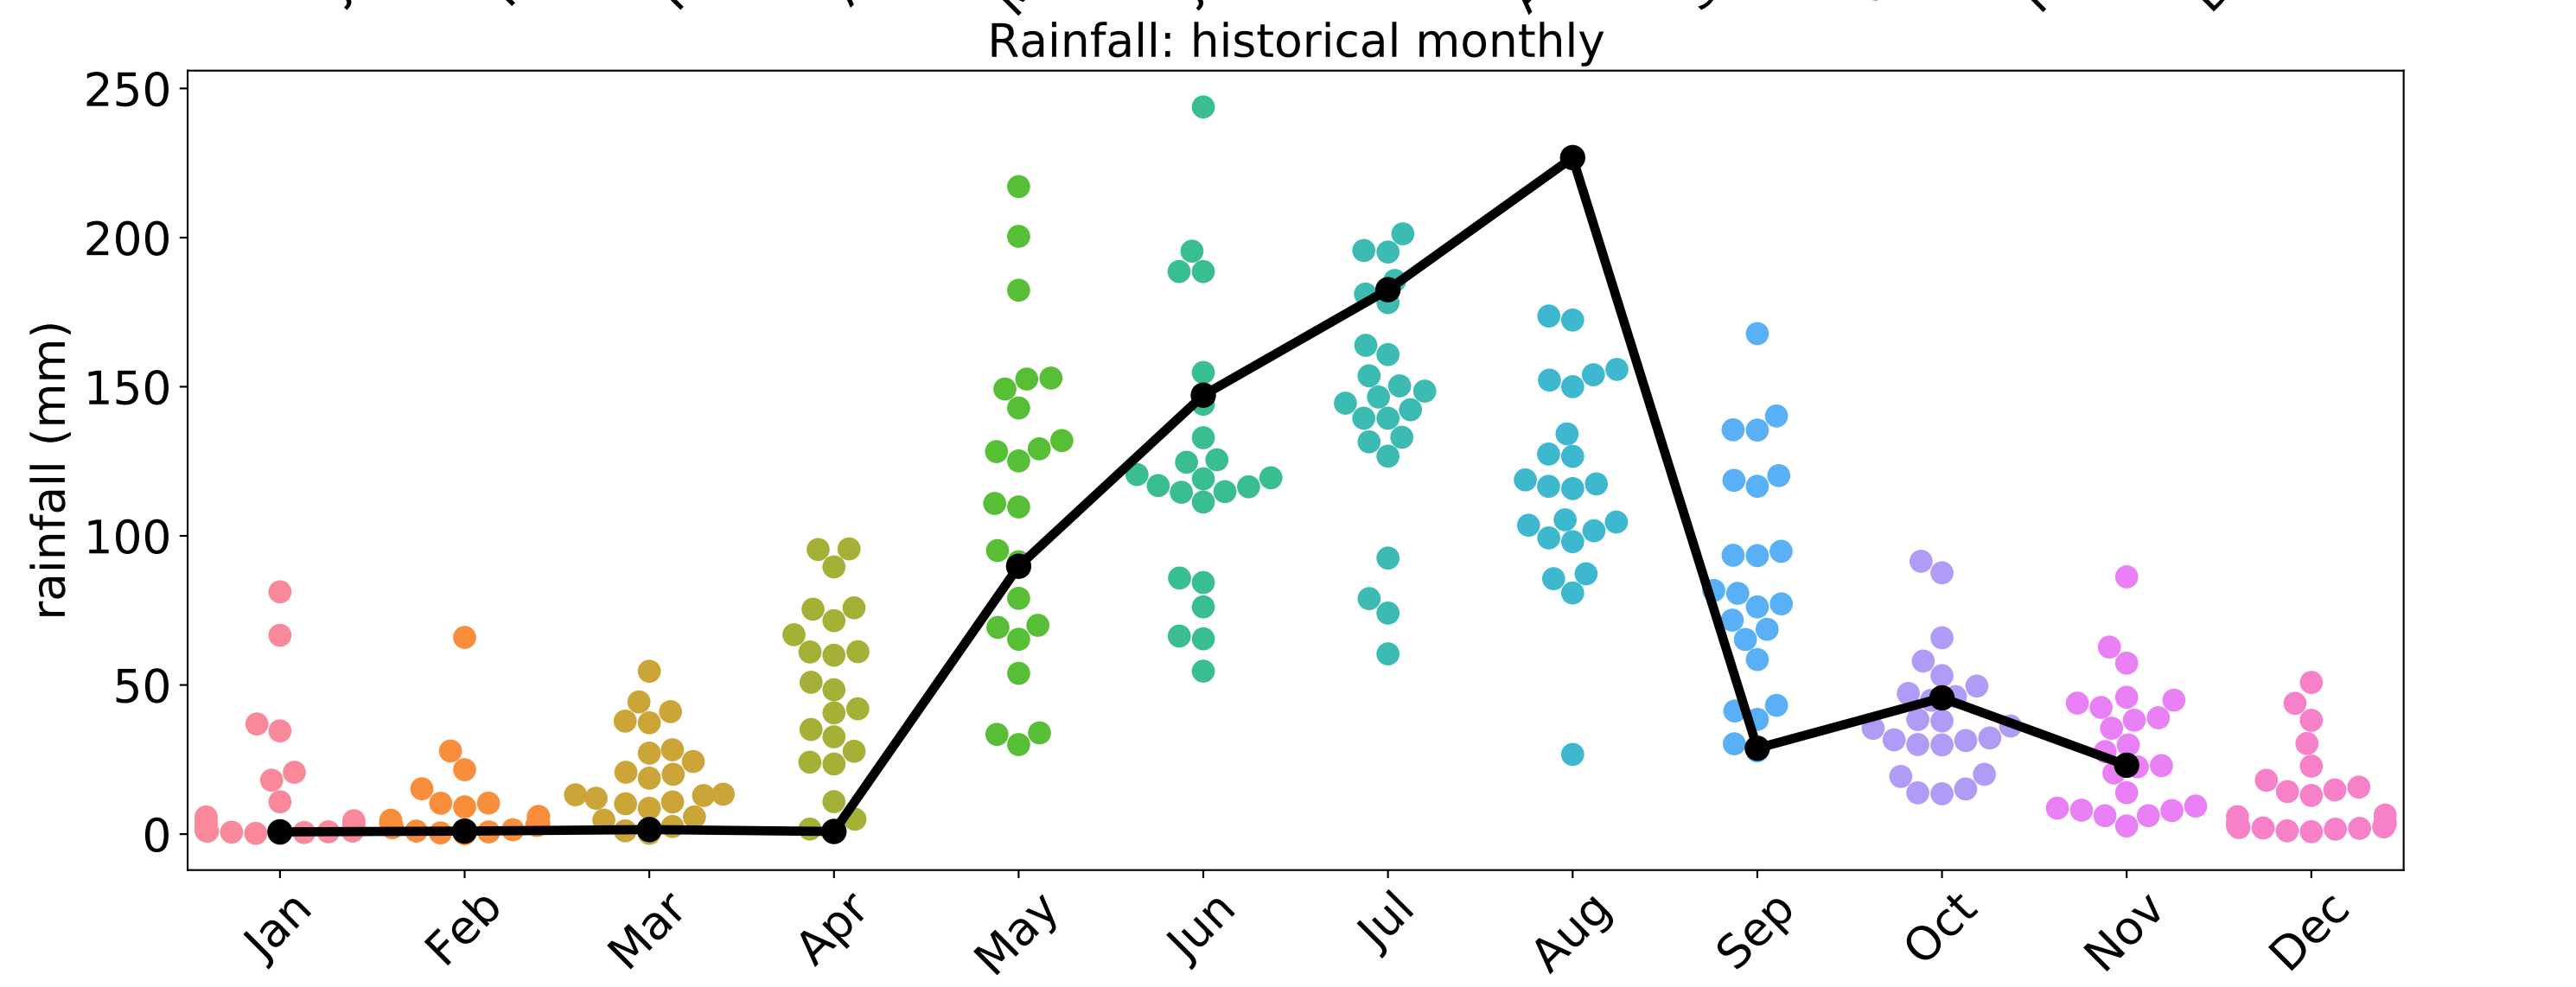 Rainfall: historical monthly
rainfall (mm)
250
200
150
100
50
0
Jan
Feb
Mar
Apr
May
Jun
Jul
Aug
Sep
Oct
Nov
Dec